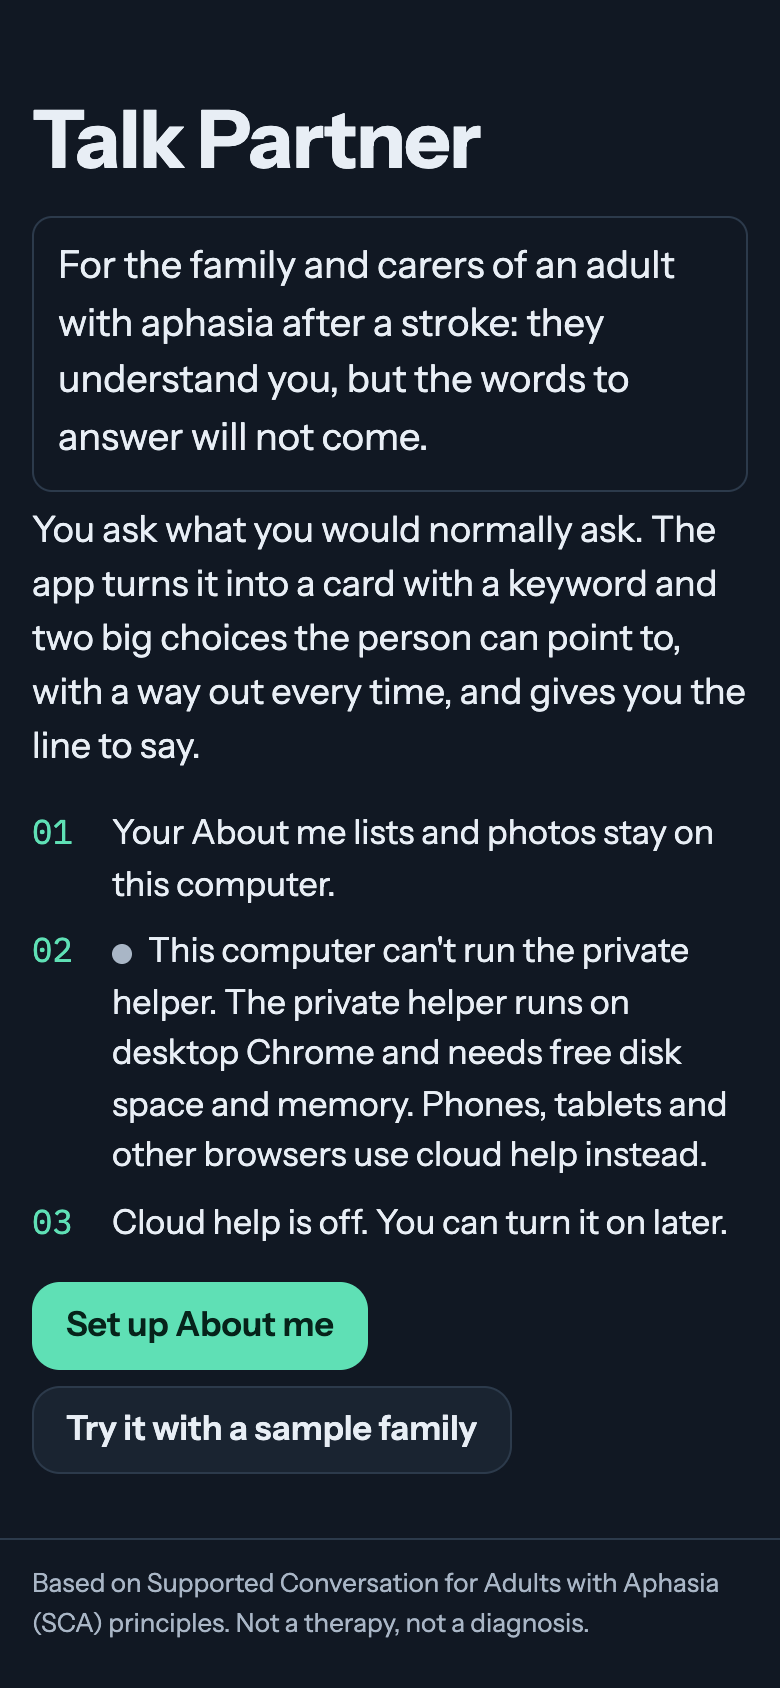 Talk Partner
For the family and carers of an adult
with aphasia after a stroke: they
understand you, but the words to
answer will not come.
You ask what you would normally ask. The
app turns it into a card with a keyword and
two big choices the person can point to,
with a way out every time, and gives you the
line to say.
01 Your About me lists and photos stay on
this computer.
02 This computer can't run the private
helper. The private helper runs on
desktop Chrome and needs free disk
space and memory. Phones, tablets and
other browsers use cloud help instead.
03 Cloud help is off. You can turn it on later.
Set up About me
Try it with a sample family
Based on Supported Conversation for Adults with Aphasia
(SCA) principles. Not a therapy, not a diagnosis.